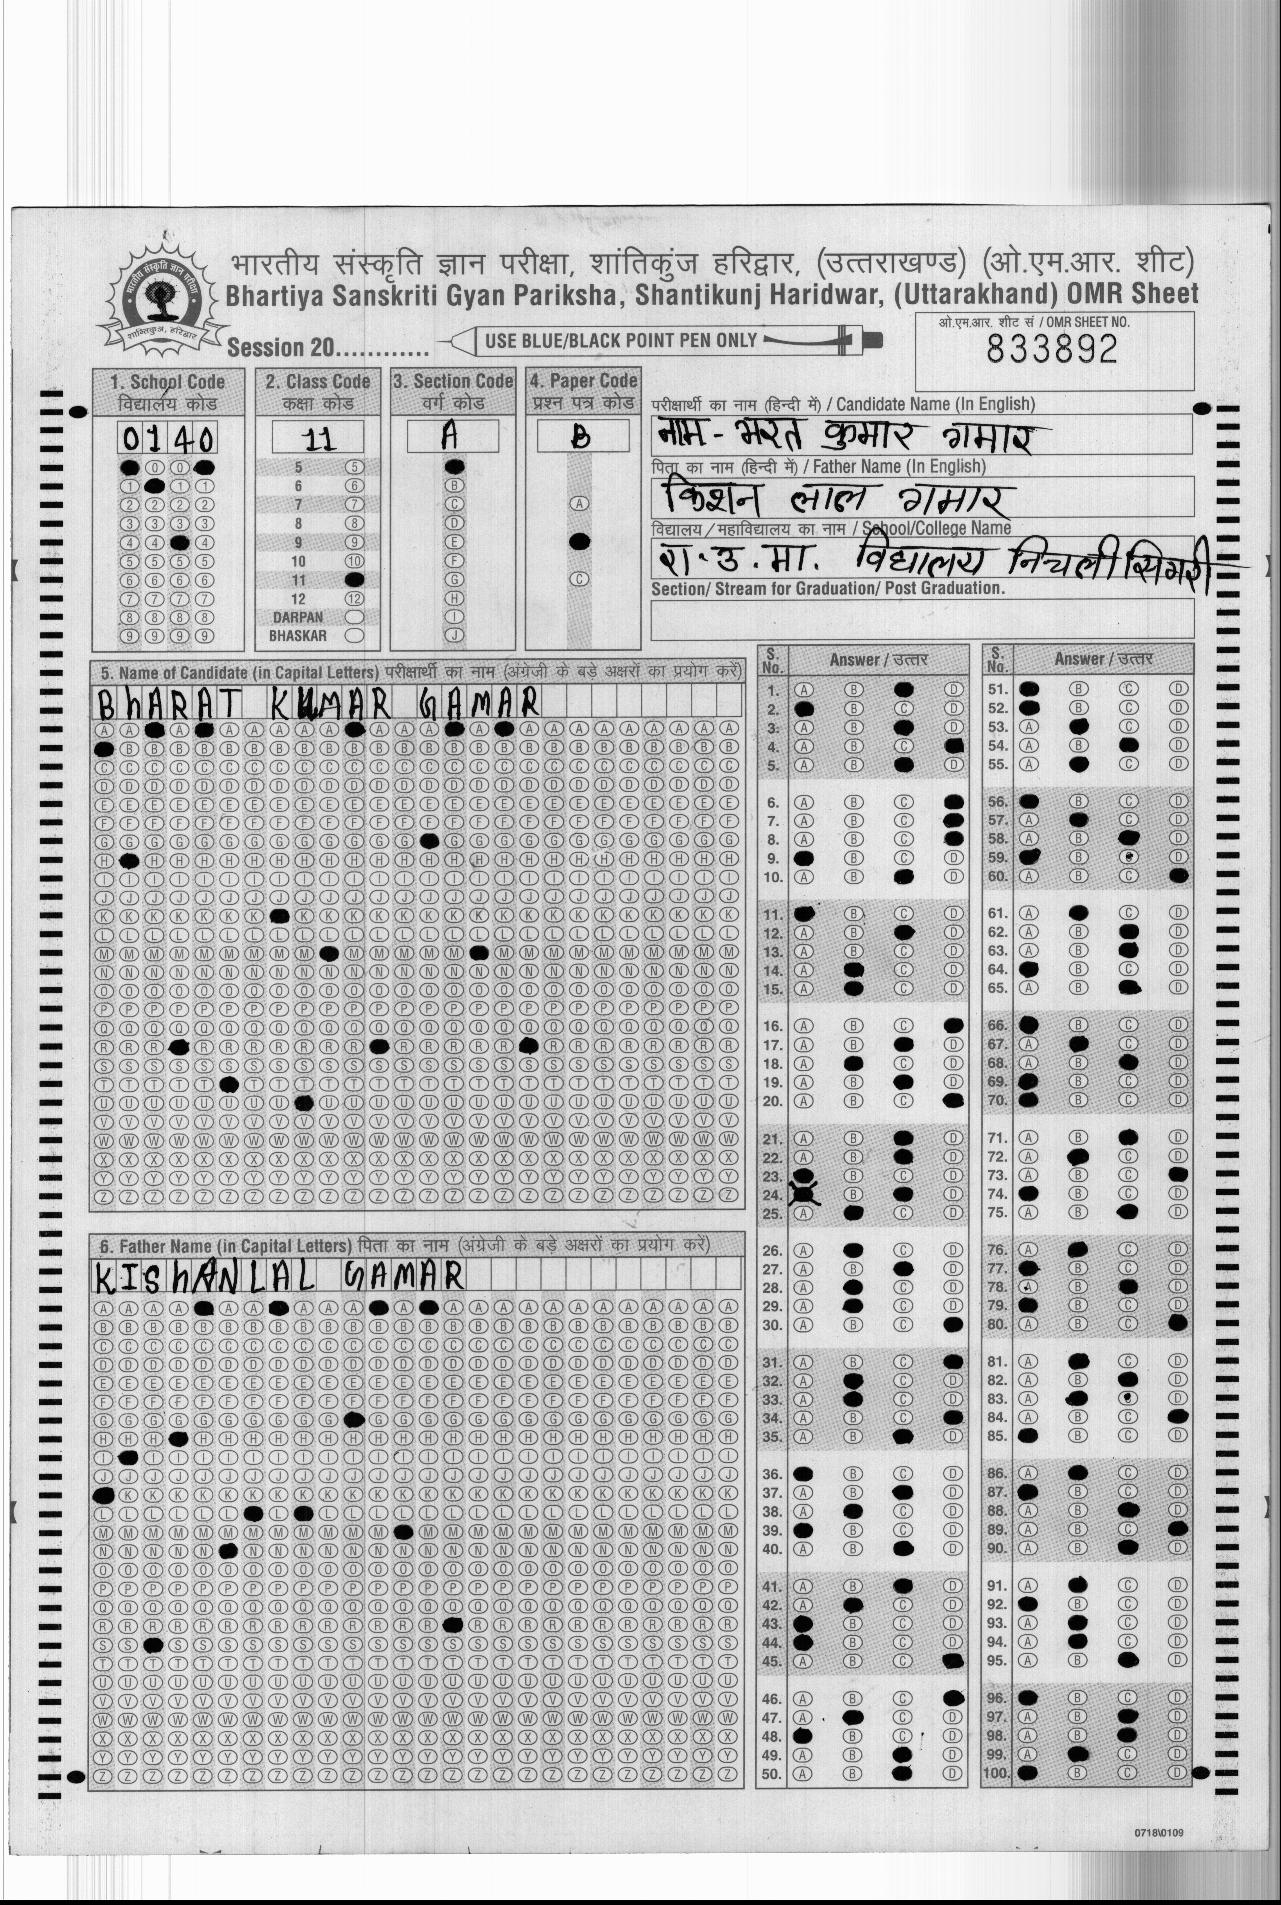 भारतीय संस्कृति ज्ञान परीक्षा, शांतिकुंज हरिद्वार, (उत्तराखण्ड) (ओ.एम.आर. शीट)
Bhartiya Sanskriti Gyan Pariksha, Shantikunj Haridwar, (Uttarakhand) OMR Sheet
Session 20............
USE BLUE/BLACK POINT PEN ONLY
ओ.एम.आर. शीट सं / OMR SHEET NO.
833892
1. School Code
विद्यालय कोड
0140
2. Class Code
कक्षा कोड
11
5
6
7
8
9
10
11
12
DARPAN
BHASKAR
3. Section Code
वर्ग कोड
A
4. Paper Code
प्रश्न पत्र कोड
B
परीक्षार्थी का नाम (हिन्दी में) / Candidate Name (In English)
नाम - भरत कुमार गमार
पिता का नाम (हिन्दी में) / Father Name (In English)
किशन लाल गमार
विद्यालय / महाविद्यालय का नाम / School/College Name
रा.उ.मा. विद्यालय निचली सिगरी
Section/ Stream for Graduation/ Post Graduation.
5. Name of Candidate (in Capital Letters) परीक्षार्थी का नाम (अंग्रेजी के बड़े अक्षरों का प्रयोग करें)
BhARAT KUMAR GAMAR
6. Father Name (in Capital Letters) पिता का नाम (अंग्रेजी के बड़े अक्षरों का प्रयोग करें)
KIShANLAL GAMAR
S. No. Answer / उत्तर
S. No. Answer / उत्तर
0718\0109